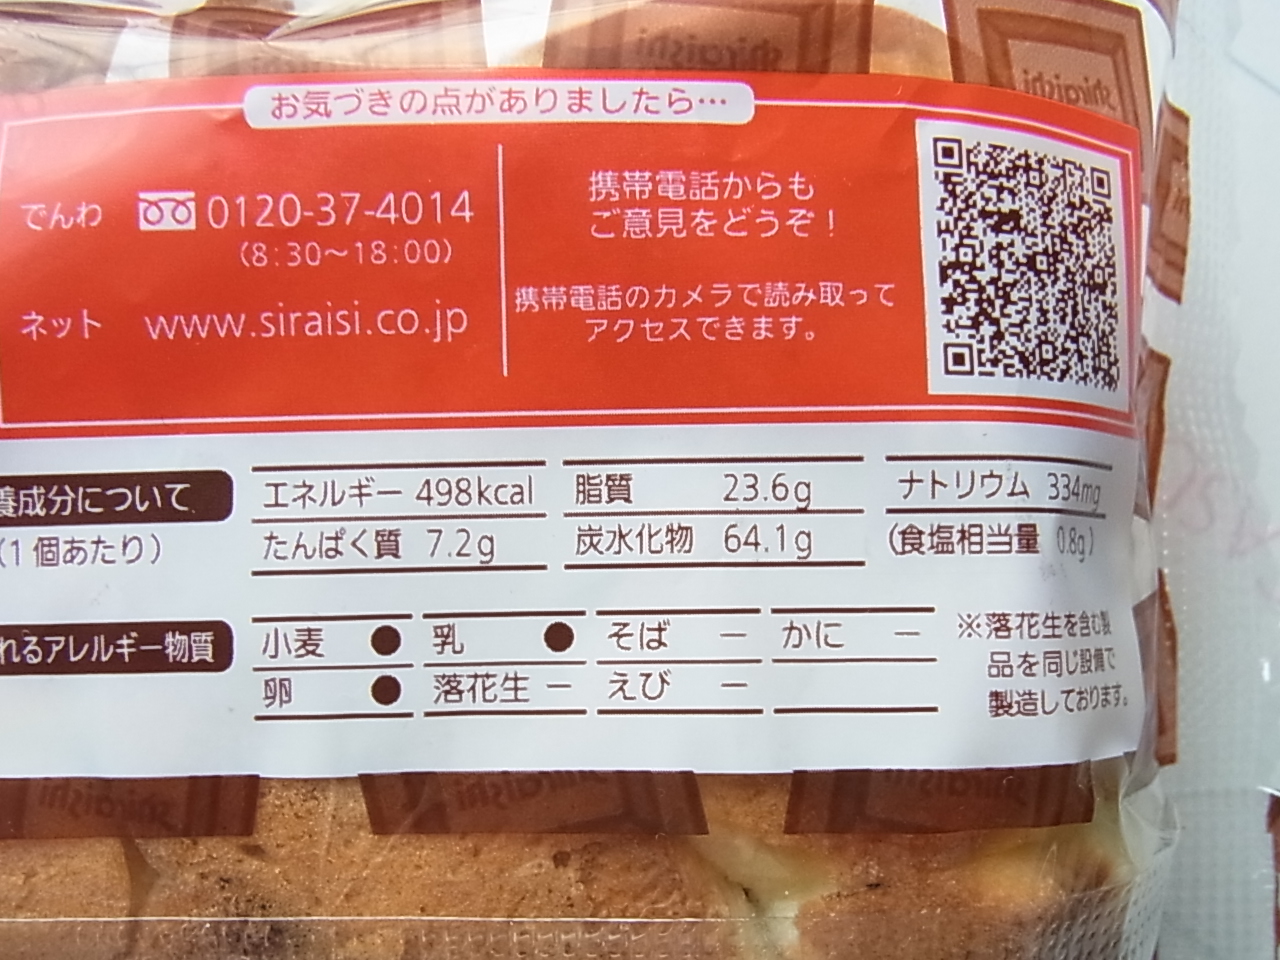 shiraishi
お気づきの点がありましたら…
でんわ 0120-37-4014
(8:30～18:00)
ネット www.siraisi.co.jp
携帯電話からも
ご意見をどうぞ！
携帯電話のカメラで読み取って
アクセスできます。
養成分について
(1個あたり)
エネルギー 498kcal 脂質 23.6g ナトリウム 334mg
たんぱく質 7.2g 炭水化物 64.1g (食塩相当量 0.8g)
れるアレルギー物質
小麦 ● 乳 ● そば － かに －
卵 ● 落花生 － えび －
※落花生を含む製
品を同じ設備で
製造しております。
shiraishi shiraishi shiraishi